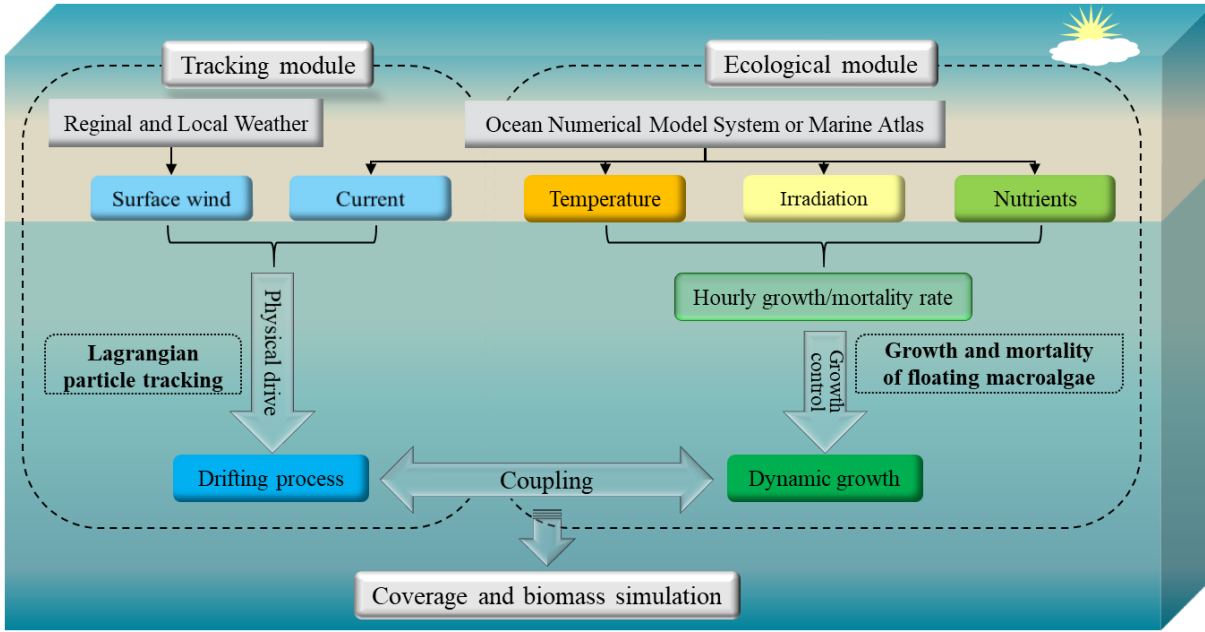 Tracking module
Ecological module
Reginal and Local Weather
Ocean Numerical Model System or Marine Atlas
Surface wind
Current
Temperature
Irradiation
Nutrients
Physical drive
Hourly growth/mortality rate
Lagrangian
particle tracking
Growth
control
Growth and mortality
of floating macroalgae
Drifting process
Coupling
Dynamic growth
Coverage and biomass simulation